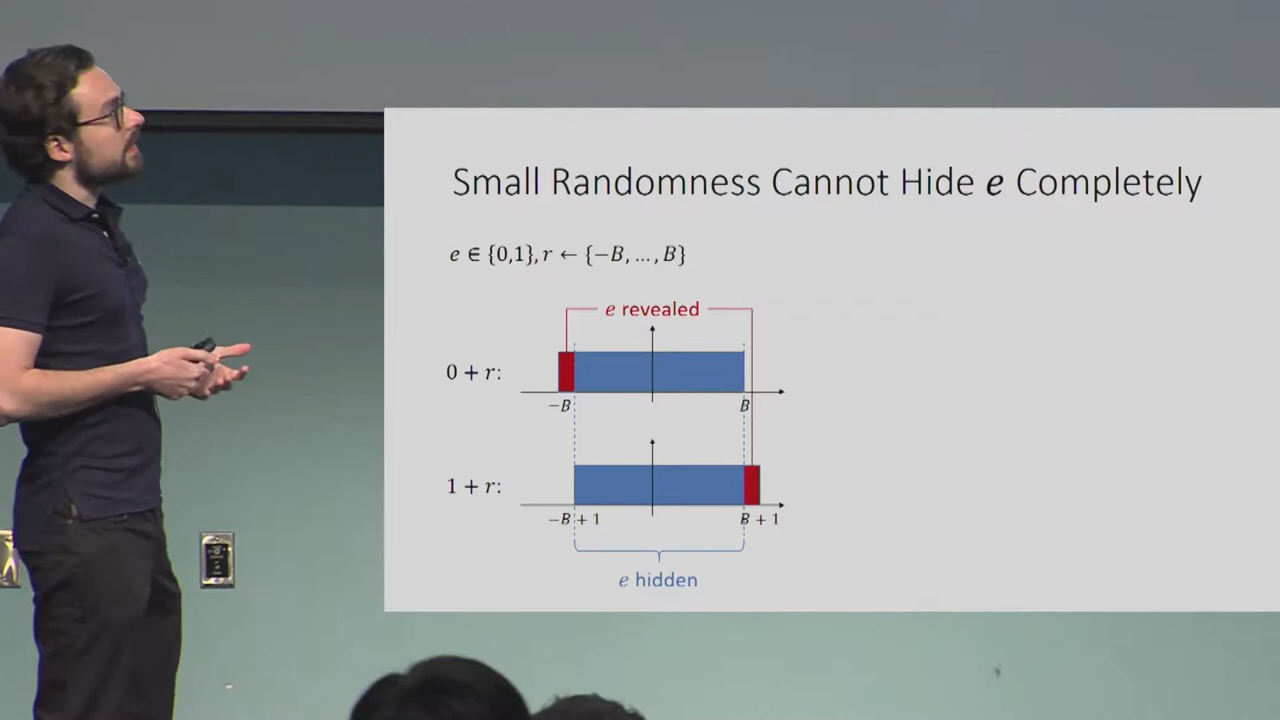 Small Randomness Cannot Hide e Completely
e ∈ {0,1}, r ← {−B, … , B}
e revealed
0 + r:
−B
B
1 + r:
−B + 1
B + 1
e hidden